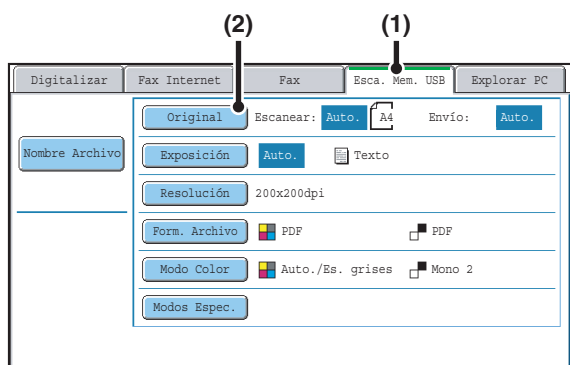 (2) (1)
Digitalizar Fax Internet Fax Esca. Mem. USB Explorar PC
Original Escanear: Auto. A4 Envío: Auto.
Nombre Archivo Exposición Auto. Texto
Resolución 200x200dpi
Form. Archivo PDF PDF
Modo Color Auto./Es. grises Mono 2
Modos Espec.